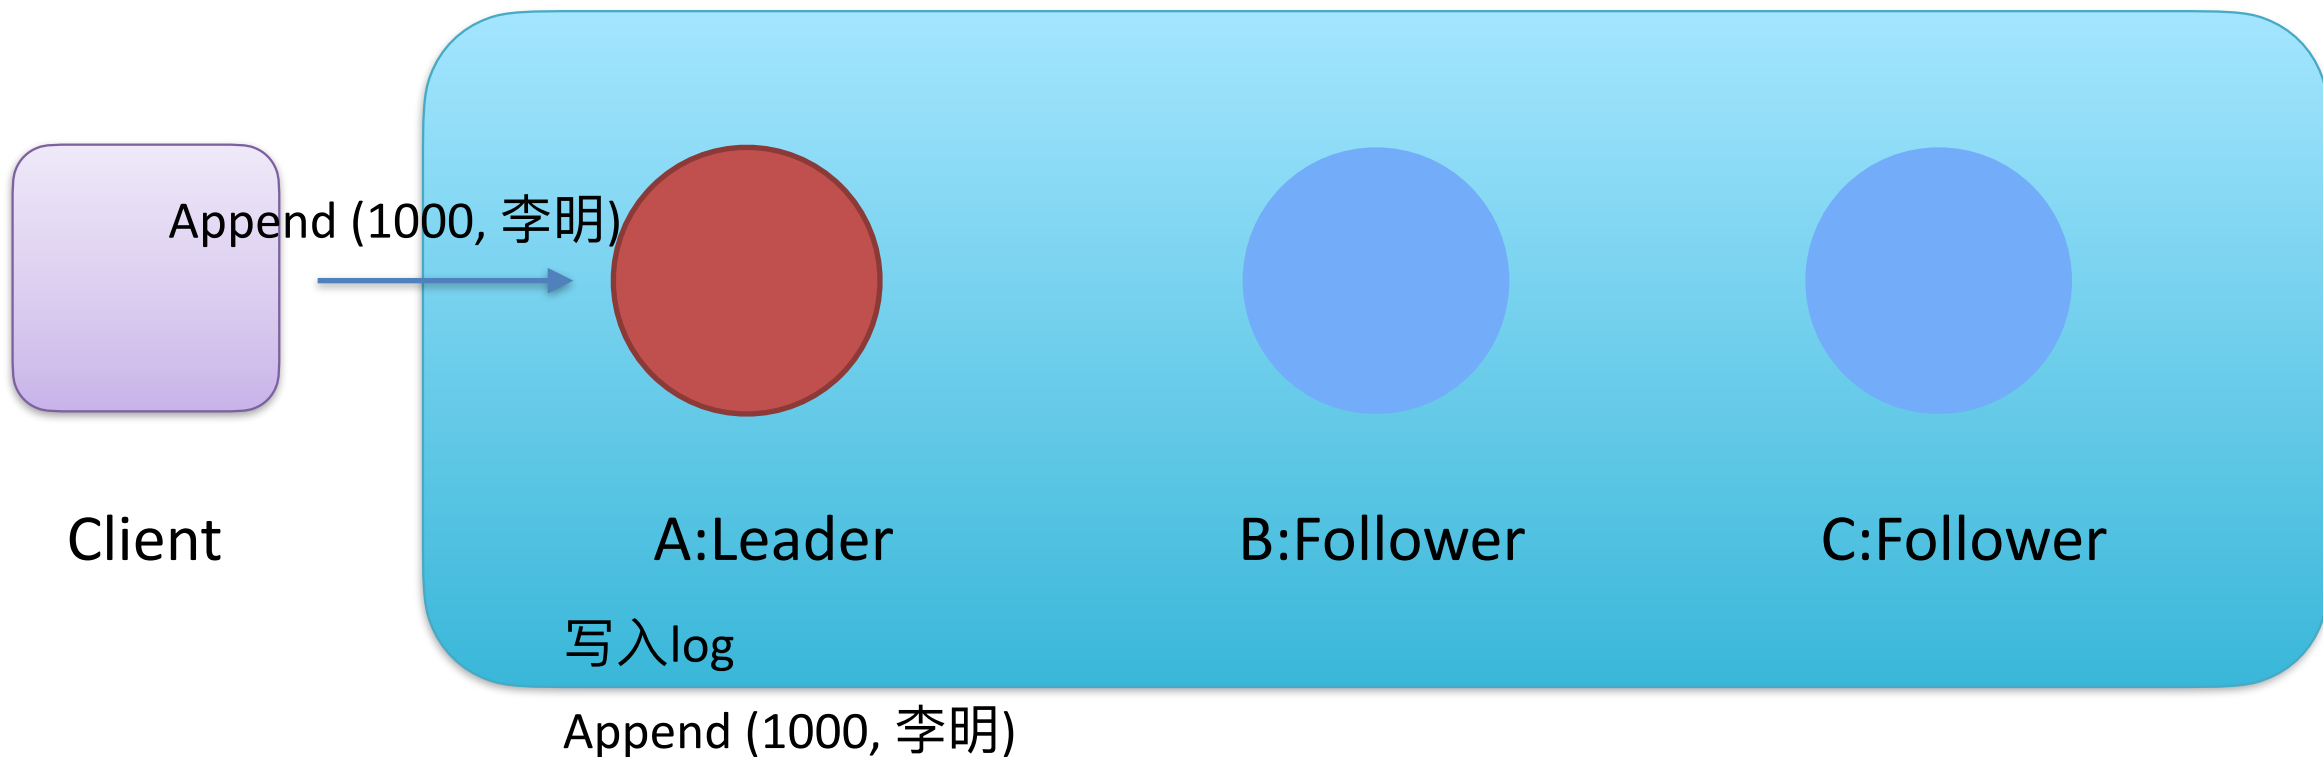 Append (1000, 李明)
Client
A:Leader
B:Follower
C:Follower
写入log
Append (1000, 李明)